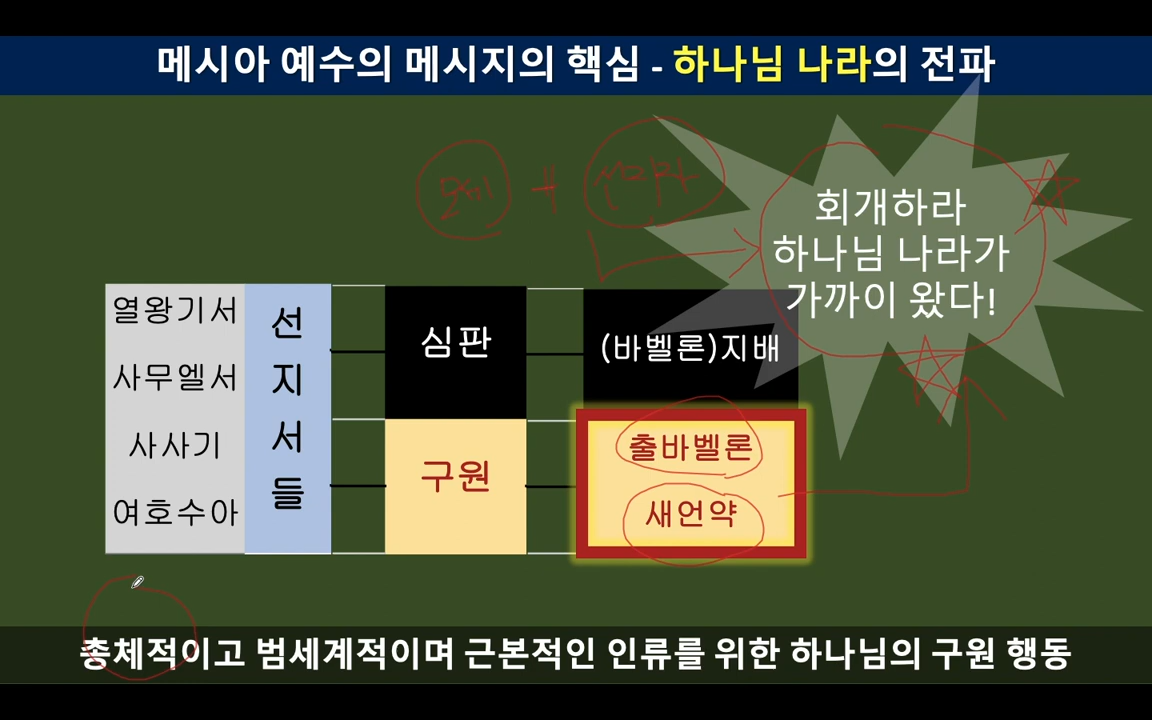 메시아 예수의 메시지의 핵심 - 하나님 나라의 전파
회개하라
하나님 나라가
가까이 왔다!
열왕기서
사무엘서
사사기
여호수아
선
지
서
들
심판
(바벨론)지배
구원
출바벨론
새언약
총체적이고 범세계적이며 근본적인 인류를 위한 하나님의 구원 행동